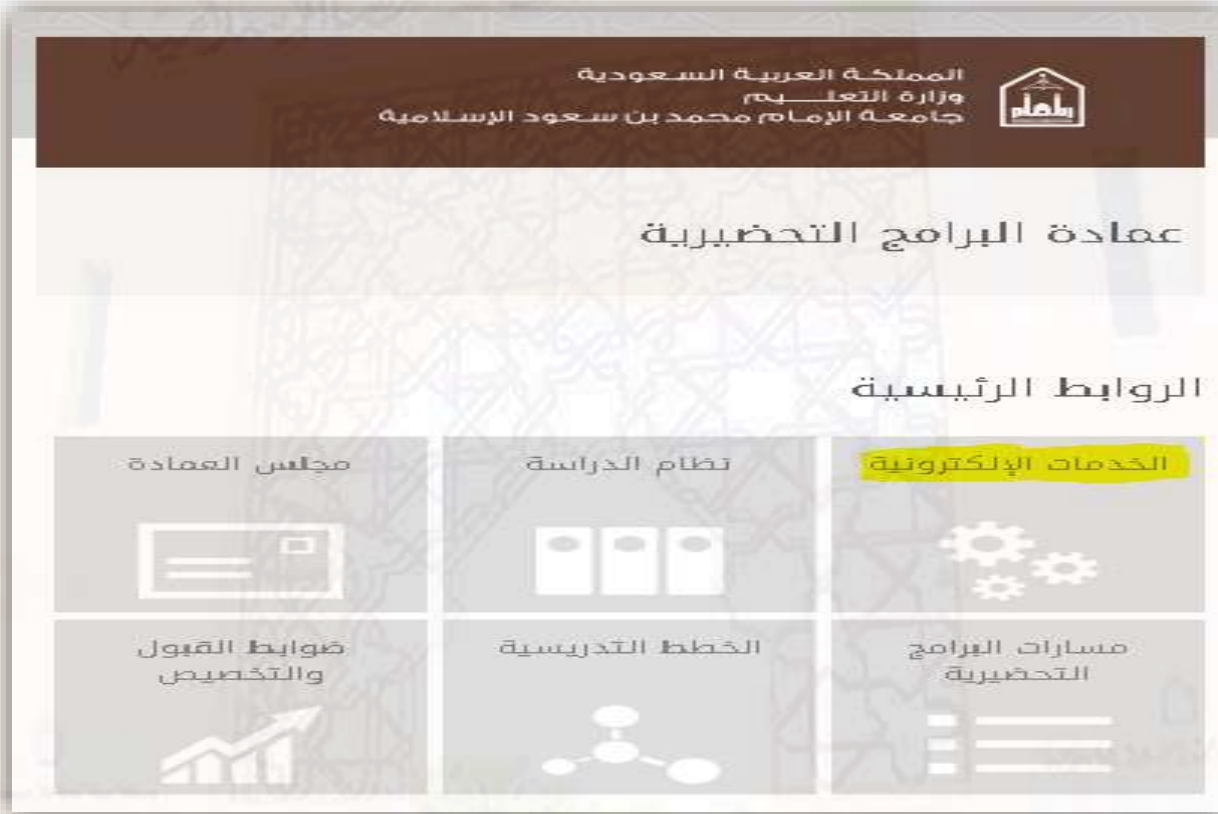 المملكة العربية السعودية
وزارة التعليم
جامعة الإمام محمد بن سعود الإسلامية
عمادة البرامج التحضيرية
الروابط الرئيسية
الخدمات الإلكترونية
نظام الدراسة
مجلس العمادة
مسارات البرامج
التحضيرية
الخطط التدريسية
ضوابط القبول
والتخصيص